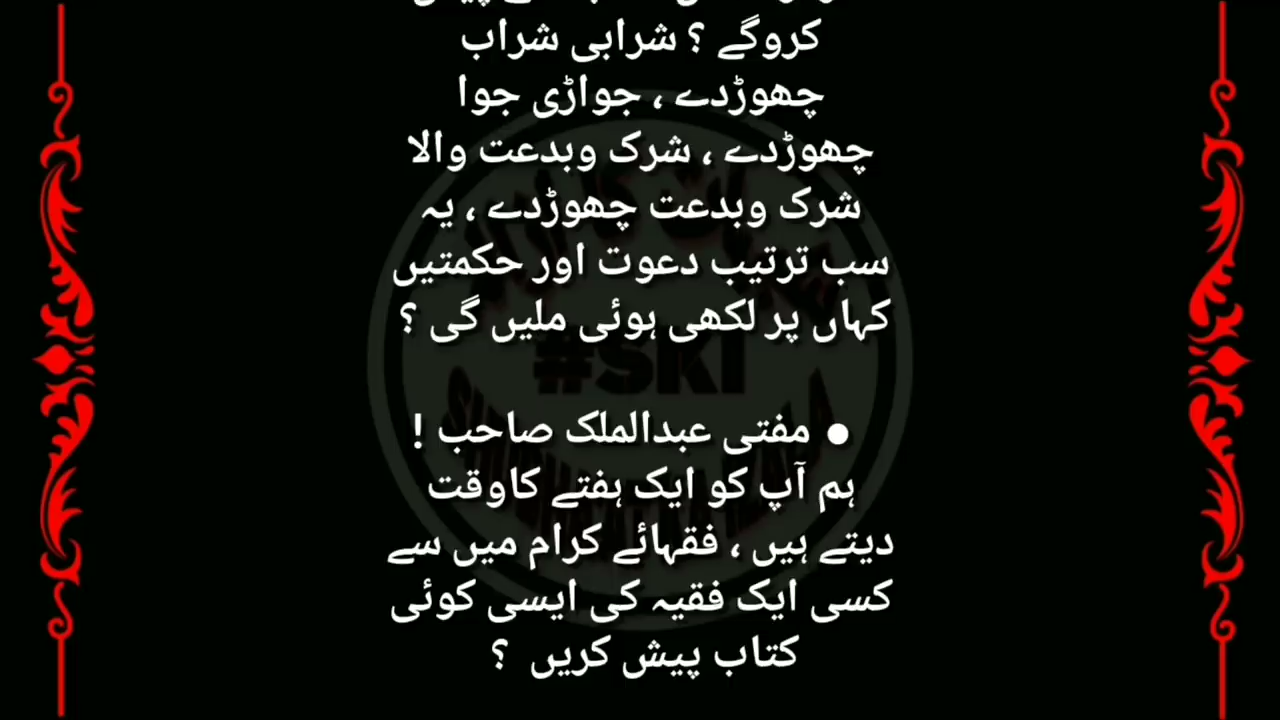 کروگے ؟ شرابی شراب
چھوڑدے ، جواڑی جوا
چھوڑدے ، شرک وبدعت والا
شرک وبدعت چھوڑدے ، یہ
سب ترتیب دعوت اور حکمتیں
کہاں پر لکھی ہوئی ملیں گی ؟
● مفتی عبدالملک صاحب !
ہم آپ کو ایک ہفتے کاوقت
دیتے ہیں ، فقہائے کرام میں سے
کسی ایک فقیہ کی ایسی کوئی
کتاب پیش کریں ؟
#SKI